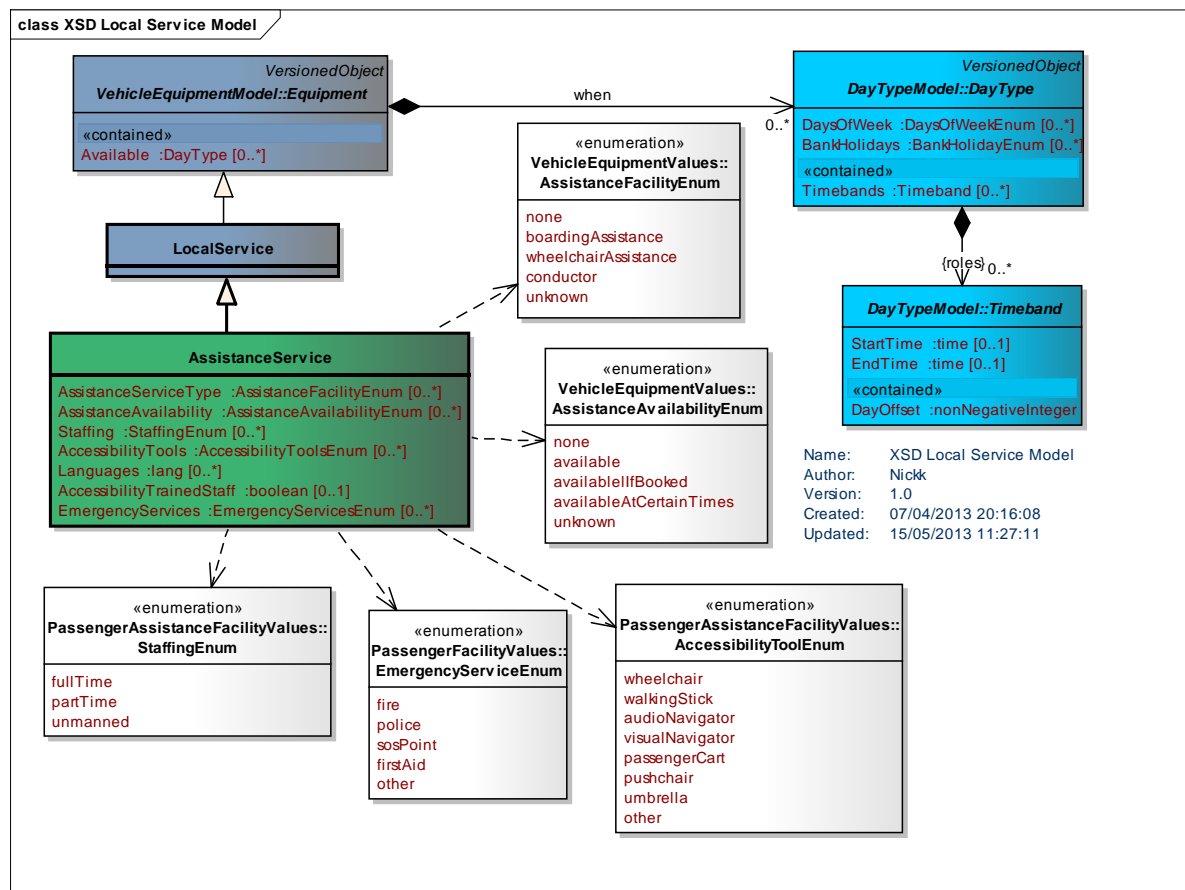 class XSD Local Service Model
VersionedObject
VehicleEquipmentModel::Equipment
«contained»
Available :DayType [0..*]
when
0..*
VersionedObject
DayTypeModel::DayType
DaysOfWeek :DaysOfWeekEnum [0..*]
BankHolidays :BankHolidayEnum [0..*]
«contained»
Timebands :Timeband [0..*]
«enumeration»
VehicleEquipmentValues::
AssistanceFacilityEnum
none
boardingAssistance
wheelchairAssistance
conductor
unknown
LocalService
{roles}
0..*
DayTypeModel::Timeband
StartTime :time [0..1]
EndTime :time [0..1]
«contained»
DayOffset :nonNegativeInteger
AssistanceService
AssistanceServiceType :AssistanceFacilityEnum [0..*]
AssistanceAvailability :AssistanceAvailabilityEnum [0..*]
Staffing :StaffingEnum [0..*]
AccessibilityTools :AccessibilityToolsEnum [0..*]
Languages :lang [0..*]
AccessibilityTrainedStaff :boolean [0..1]
EmergencyServices :EmergencyServicesEnum [0..*]
«enumeration»
VehicleEquipmentValues::
AssistanceAvailabilityEnum
none
available
availableIIfBooked
availableAtCertainTimes
unknown
Name: XSD Local Service Model
Author: Nickk
Version: 1.0
Created: 07/04/2013 20:16:08
Updated: 15/05/2013 11:27:11
«enumeration»
PassengerAssistanceFacilityValues::
StaffingEnum
fullTime
partTime
unmanned
«enumeration»
PassengerFacilityValues::
EmergencyServiceEnum
fire
police
sosPoint
firstAid
other
«enumeration»
PassengerAssistanceFacilityValues::
AccessibilityToolEnum
wheelchair
walkingStick
audioNavigator
visualNavigator
passengerCart
pushchair
umbrella
other